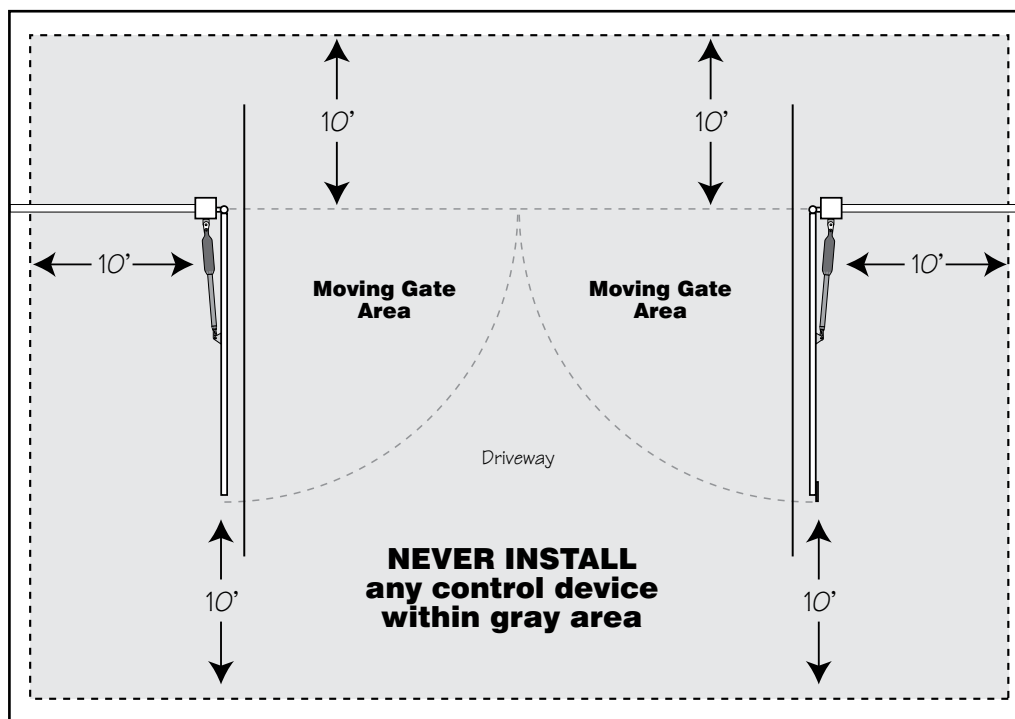 10’
10’
10’
10’
Moving Gate
Area
Moving Gate
Area
Driveway
NEVER INSTALL
any control device
within gray area
10’
10’